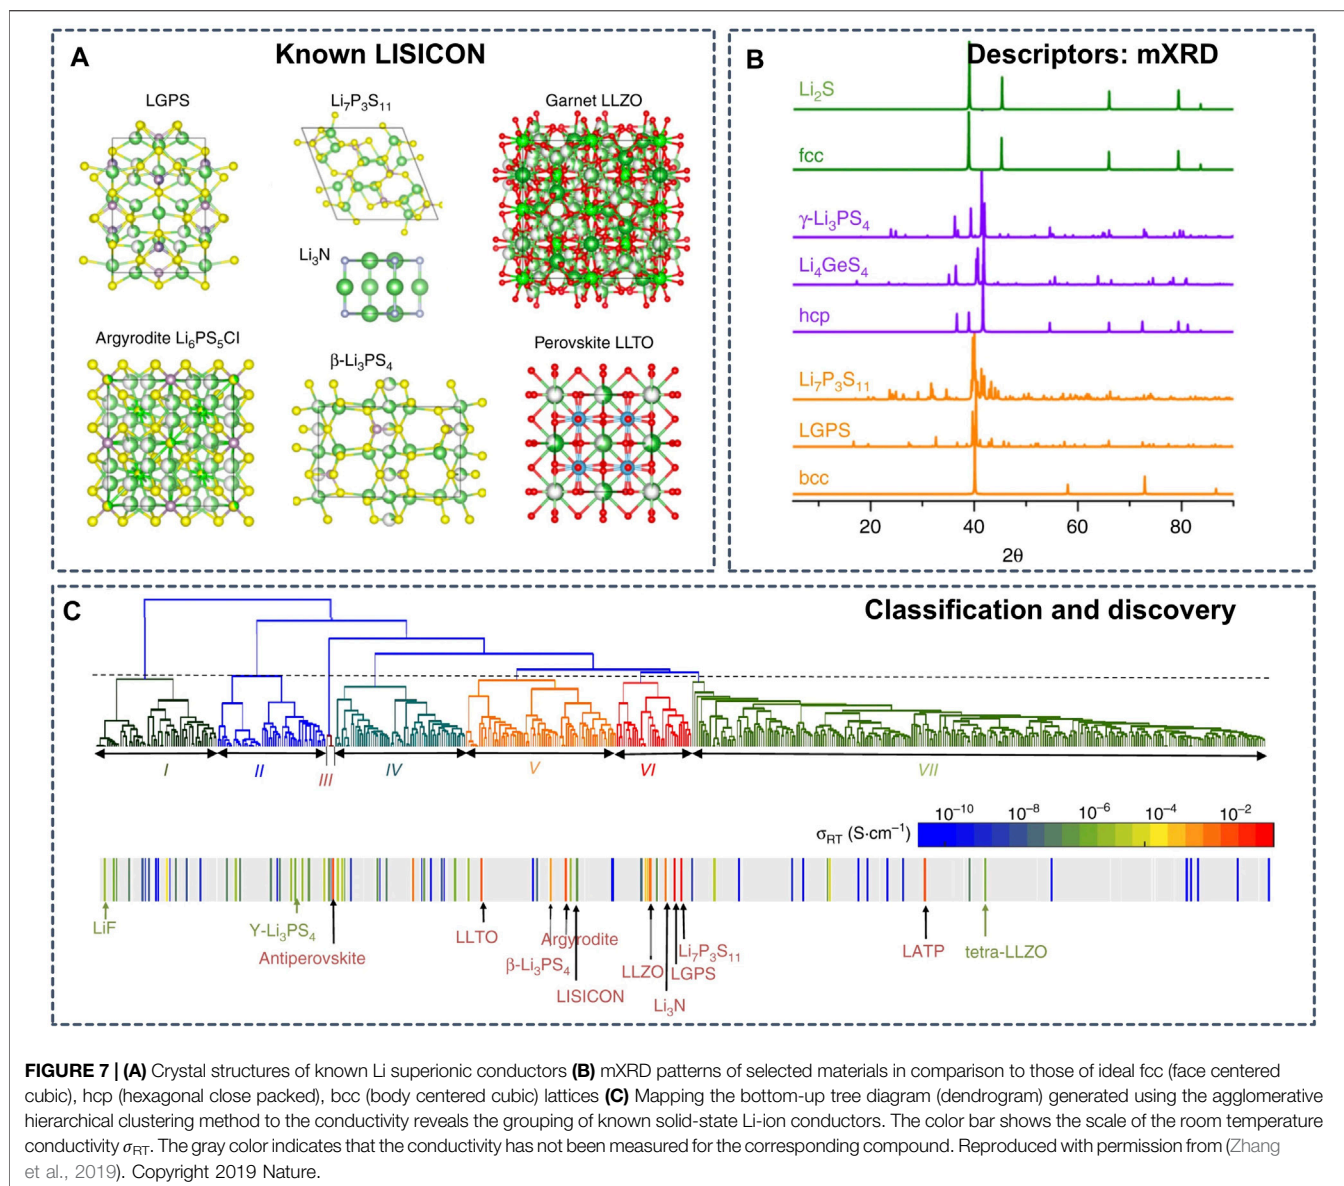 A
Known LISICON
LGPS
Li₇P₃S₁₁
Garnet LLZO
Li₃N
Argyrodite Li₆PS₅Cl
β-Li₃PS₄
Perovskite LLTO
B
Descriptors: mXRD
Li₂S
fcc
γ-Li₃PS₄
Li₄GeS₄
hcp
Li₇P₃S₁₁
LGPS
bcc
20 40 60 80
2θ
C
Classification and discovery
I II III IV V VI VII
10⁻¹⁰ 10⁻⁸ 10⁻⁶ 10⁻⁴ 10⁻²
σRT (S·cm⁻¹)
LiF
Y-Li₃PS₄
Antiperovskite
LLTO
β-Li₃PS₄
Argyrodite
LISICON
LLZO
Li₃N
LGPS
Li₇P₃S₁₁
LATP
tetra-LLZO
FIGURE 7 | (A) Crystal structures of known Li superionic conductors (B) mXRD patterns of selected materials in comparison to those of ideal fcc (face centered
cubic), hcp (hexagonal close packed), bcc (body centered cubic) lattices (C) Mapping the bottom-up tree diagram (dendrogram) generated using the agglomerative
hierarchical clustering method to the conductivity reveals the grouping of known solid-state Li-ion conductors. The color bar shows the scale of the room temperature
conductivity σRT. The gray color indicates that the conductivity has not been measured for the corresponding compound. Reproduced with permission from (Zhang
et al., 2019). Copyright 2019 Nature.